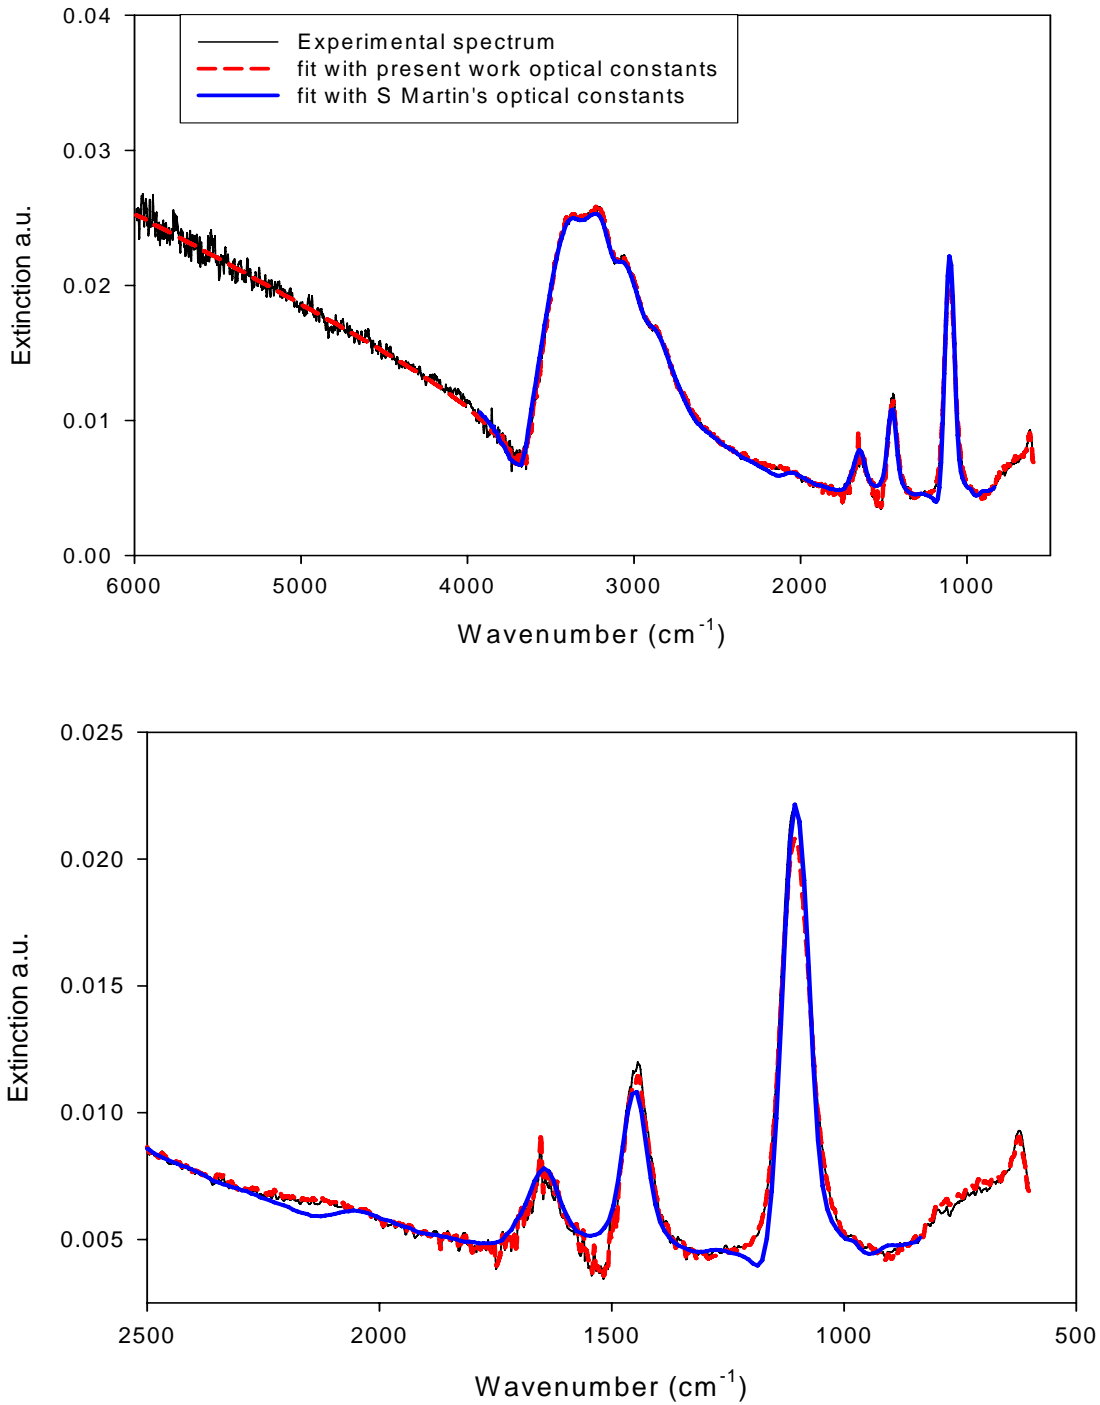 0.04
Experimental spectrum
fit with present work optical constants
fit with S Martin's optical constants
0.03
0.02
0.01
0.00
Extinction a.u.
6000 5000 4000 3000 2000 1000
Wavenumber (cm⁻¹)
0.025
0.020
0.015
0.010
0.005
Extinction a.u.
2500 2000 1500 1000 500
Wavenumber (cm⁻¹)